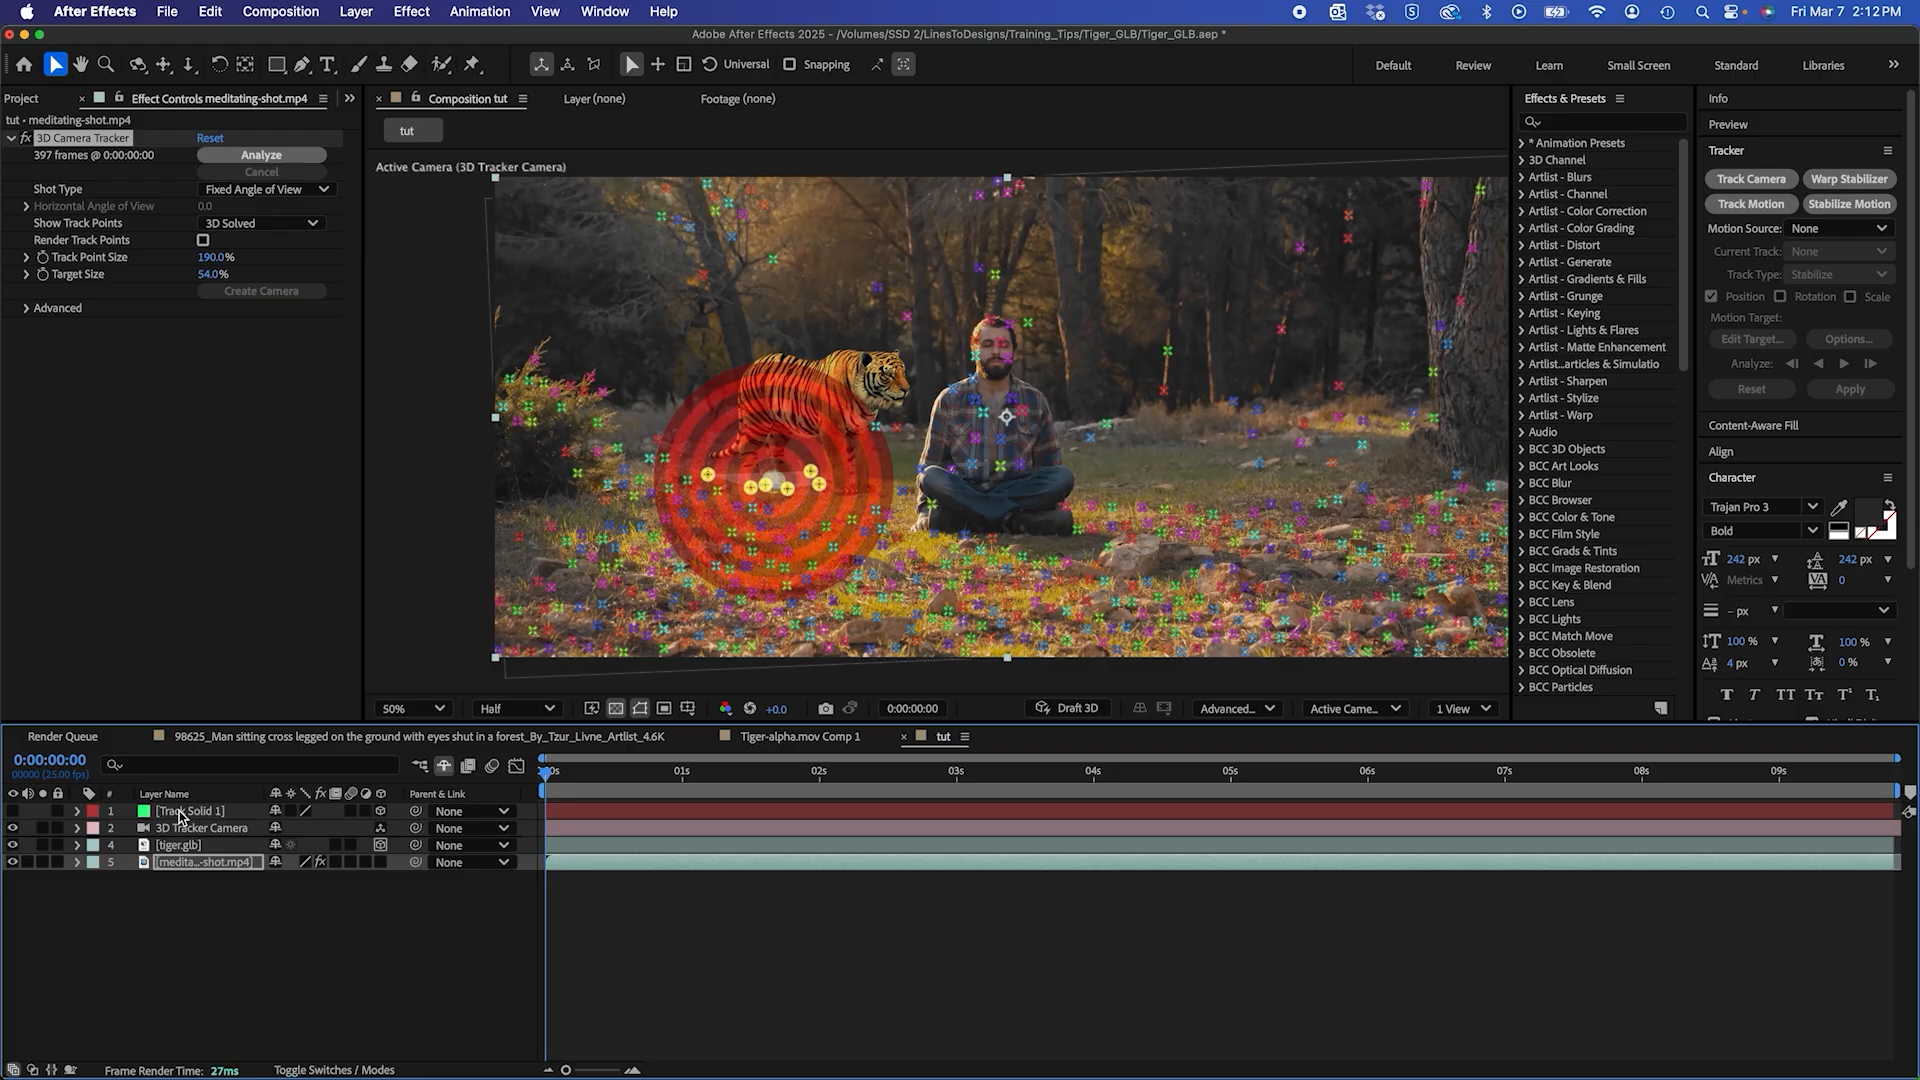 After Effects File Edit Composition Layer Effect Animation View Window Help
Fri Mar 7 2:12 PM
Adobe After Effects 2025 - /Volumes/SSD 2/LinesToDesigns/Training_Tips/Tiger_GLB/Tiger_GLB.aep *
Universal Snapping
Default Review Learn Small Screen Standard Libraries
Project Effect Controls meditating-shot.mp4
tut • meditating-shot.mp4
fx 3D Camera Tracker Reset
397 frames @ 0:00:00:00 Analyze
Cancel
Shot Type Fixed Angle of View
Horizontal Angle of View 0.0
Show Track Points 3D Solved
Render Track Points
Track Point Size 190.0%
Target Size 54.0%
Create Camera
Advanced
Composition tut Layer (none) Footage (none)
tut
Active Camera (3D Tracker Camera)
50% Half +0.0 0:00:00:00 Draft 3D Advanced... Active Came... 1 View
Effects & Presets
* Animation Presets
3D Channel
Artlist - Blurs
Artlist - Channel
Artlist - Color Correction
Artlist - Color Grading
Artlist - Distort
Artlist - Generate
Artlist - Gradients & Fills
Artlist - Grunge
Artlist - Keying
Artlist - Lights & Flares
Artlist - Matte Enhancement
Artlist...articles & Simulatio
Artlist - Sharpen
Artlist - Stylize
Artlist - Warp
Audio
BCC 3D Objects
BCC Art Looks
BCC Blur
BCC Browser
BCC Color & Tone
BCC Film Style
BCC Grads & Tints
BCC Image Restoration
BCC Key & Blend
BCC Lens
BCC Lights
BCC Match Move
BCC Obsolete
BCC Optical Diffusion
BCC Particles
Info
Preview
Tracker
Track Camera Warp Stabilizer
Track Motion Stabilize Motion
Motion Source: None
Current Track: None
Track Type: Stabilize
Position Rotation Scale
Motion Target:
Edit Target... Options...
Analyze:
Reset Apply
Content-Aware Fill
Align
Character
Trajan Pro 3
Bold
242 px 242 px
Metrics 0
- px
100 % 100 %
4 px 0 %
T T TT Tт T¹ T₁
Render Queue 98625_Man sitting cross legged on the ground with eyes shut in a forest_By_Tzur_Livne_Artlist_4.6K Tiger-alpha.mov Comp 1 tut
0:00:00:00
00000 (25.00 fps)
:00s 01s 02s 03s 04s 05s 06s 07s 08s 09s
# Layer Name fx Parent & Link
1 [Track Solid 1] None
2 3D Tracker Camera None
4 [tiger.glb] None
5 [medita...-shot.mp4] fx None
Frame Render Time: 27ms Toggle Switches / Modes